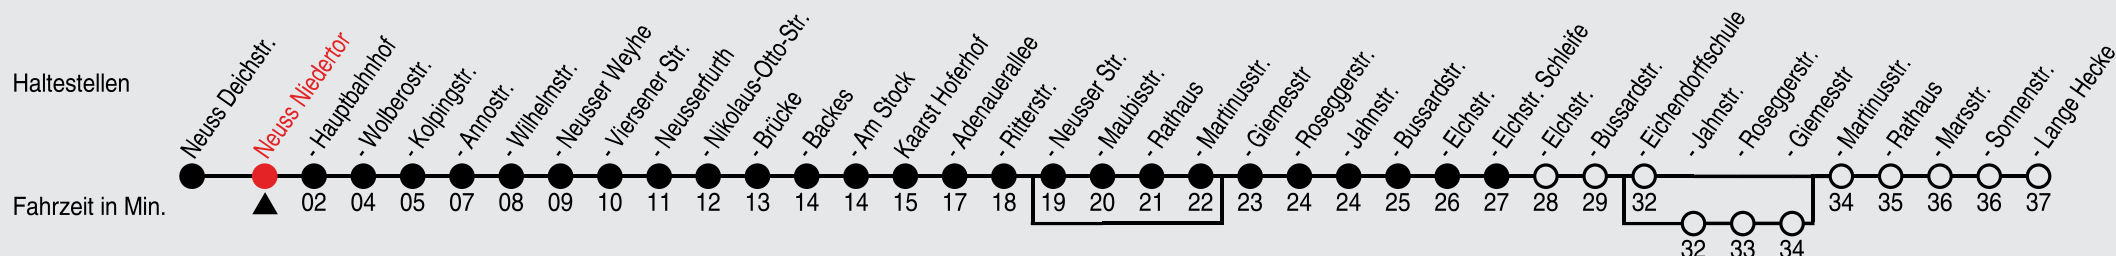 Haltestellen
Neuss Deichstr.
Neuss Niedertor
- Hauptbahnhof
- Wolberostr.
- Kolpingstr.
- Annostr.
- Wilhelmstr.
- Neusser Weyhe
- Viersener Str.
- Neusserfurth
- Nikolaus-Otto-Str.
- Brücke
- Backes
- Am Stock
Kaarst Hoferhof
- Adenauerallee
- Ritterstr.
- Neusser Str.
- Maubisstr.
- Rathaus
- Martinusstr.
- Giemesstr
- Roseggerstr.
- Jahnstr.
- Bussardstr.
- Eichstr.
- Eichstr. Schleife
- Eichstr.
- Bussardstr.
- Eichendorffschule
- Jahnstr.
- Roseggerstr.
- Giemesstr
- Martinusstr.
- Rathaus
- Marsstr.
- Sonnenstr.
- Lange Hecke
Fahrzeit in Min.
02 04 05 07 08 09 10 11 12 13 14 14 15 17 18 19 20 21 22 23 24 24 25 26 27 28 29 32 34 35 36 36 37
32 33 34